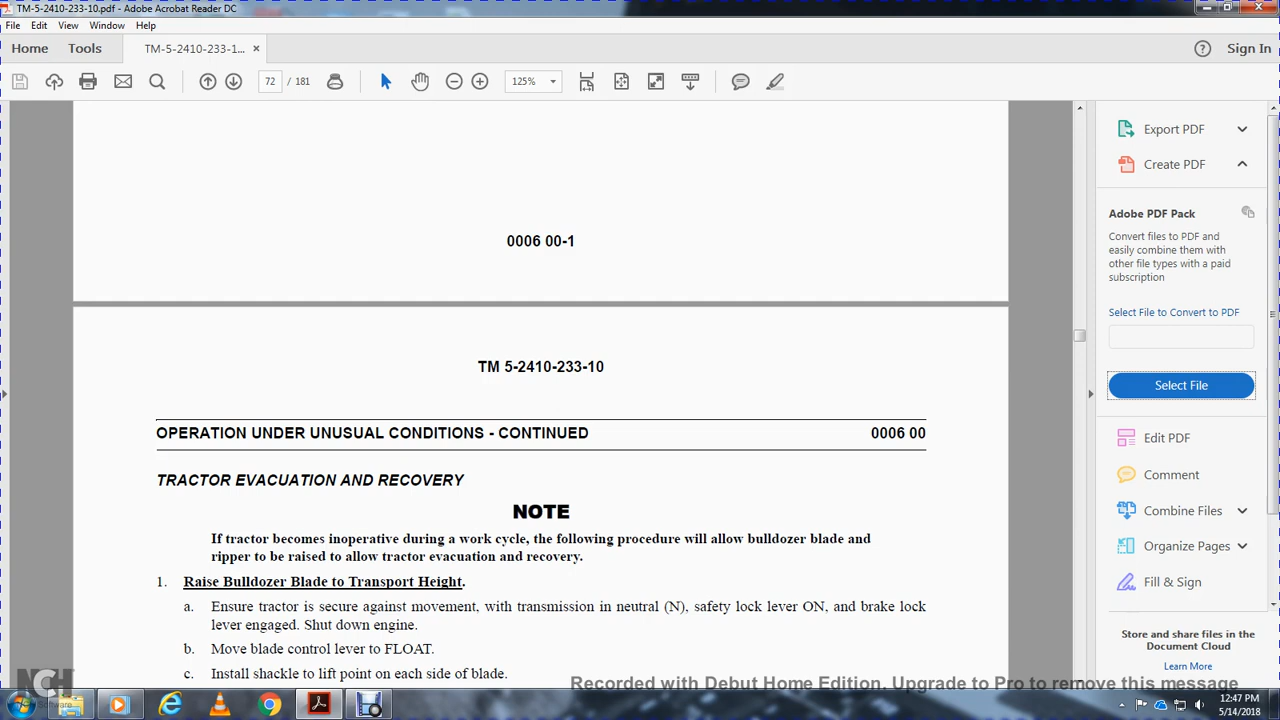 TM-5-2410-233-10.pdf - Adobe Acrobat Reader DC
File Edit View Window Help
Home Tools TM-5-2410-233-1... × ? Sign In
72 / 181 125%
0006 00-1
TM 5-2410-233-10
OPERATION UNDER UNUSUAL CONDITIONS - CONTINUED 0006 00
TRACTOR EVACUATION AND RECOVERY
NOTE
If tractor becomes inoperative during a work cycle, the following procedure will allow bulldozer blade and
ripper to be raised to allow tractor evacuation and recovery.
1. Raise Bulldozer Blade to Transport Height.
a. Ensure tractor is secure against movement, with transmission in neutral (N), safety lock lever ON, and brake lock
lever engaged. Shut down engine.
b. Move blade control lever to FLOAT.
c. Install shackle to lift point on each side of blade.
Export PDF
Create PDF
Adobe PDF Pack
Convert files to PDF and
easily combine them with
other file types with a paid
subscription
Select File to Convert to PDF
Select File
Edit PDF
Comment
Combine Files
Organize Pages
Fill & Sign
Store and share files in the
Document Cloud
Learn More
NCH
Software
Recorded with Debut Home Edition. Upgrade to Pro to remove this message
12:47 PM
5/14/2018